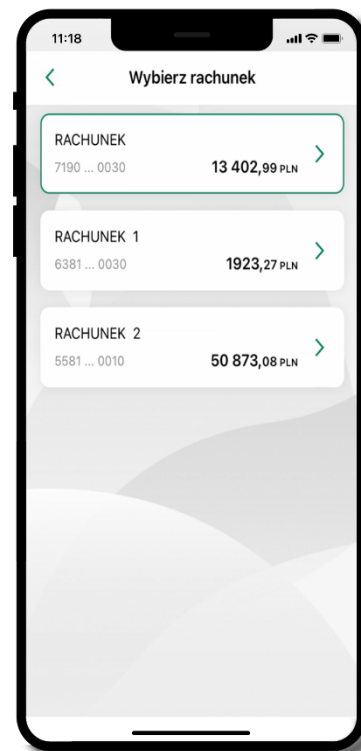 11:18
Wybierz rachunek
RACHUNEK
7190 ... 0030 13 402,99 PLN
RACHUNEK 1
6381 ... 0030 1923,27 PLN
RACHUNEK 2
5581 ... 0010 50 873,08 PLN